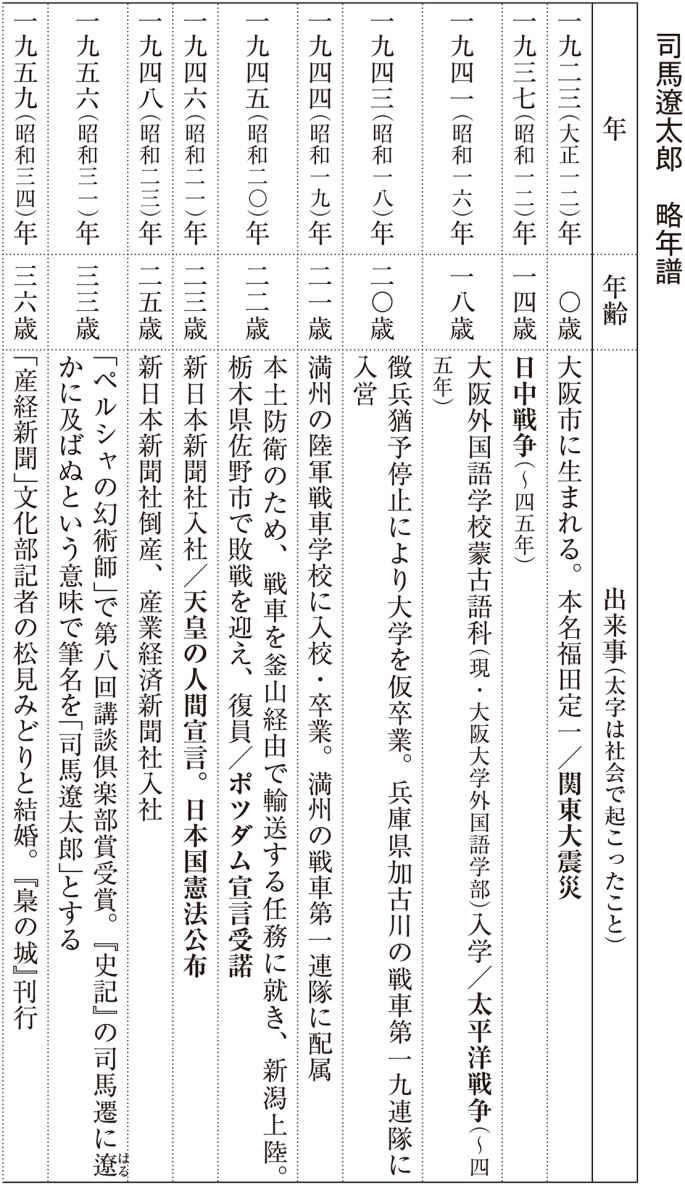 司馬遼太郎　略年譜
年　年齢　出来事（太字は社会で起こったこと）
一九二三（大正一二）年　〇歳　大阪市に生まれる。本名福田定一／関東大震災
一九三七（昭和一二）年　一四歳　日中戦争（～四五年）
一九四一（昭和一六）年　一八歳　大阪外国語学校蒙古語科（現・大阪大学外国語学部）入学／太平洋戦争（～四
五年）
一九四三（昭和一八）年　二〇歳　徴兵猶予停止により大学を仮卒業。兵庫県加古川の戦車第一九連隊に
入営
一九四四（昭和一九）年　二一歳　満州の陸軍戦車学校に入校・卒業。満州の戦車第一連隊に配属
一九四五（昭和二〇）年　二二歳　本土防衛のため、戦車を釜山経由で輸送する任務に就き、新潟上陸。
栃木県佐野市で敗戦を迎え、復員／ポツダム宣言受諾
一九四六（昭和二一）年　二三歳　新日本新聞社入社／天皇の人間宣言。日本国憲法公布
一九四八（昭和二三）年　二五歳　新日本新聞社倒産、産業経済新聞社入社
一九五六（昭和三一）年　三三歳　「ペルシャの幻術師」で第八回講談倶楽部賞受賞。『史記』の司馬遷に遼はる
かに及ばぬという意味で筆名を「司馬遼太郎」とする
一九五九（昭和三四）年　三六歳　「産経新聞」文化部記者の松見みどりと結婚。『梟の城』刊行